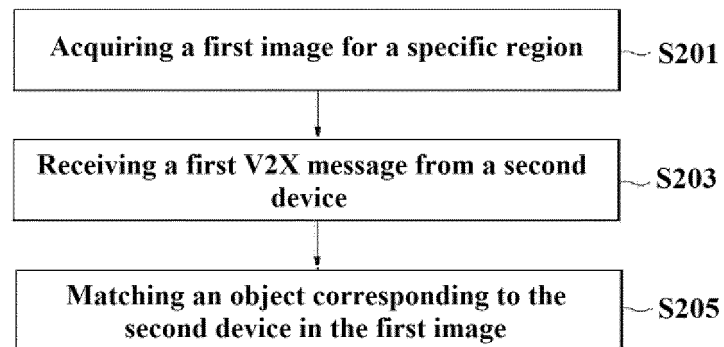 Acquiring a first image for a specific region
S201
Receiving a first V2X message from a second
device
S203
Matching an object corresponding to the
second device in the first image
S205